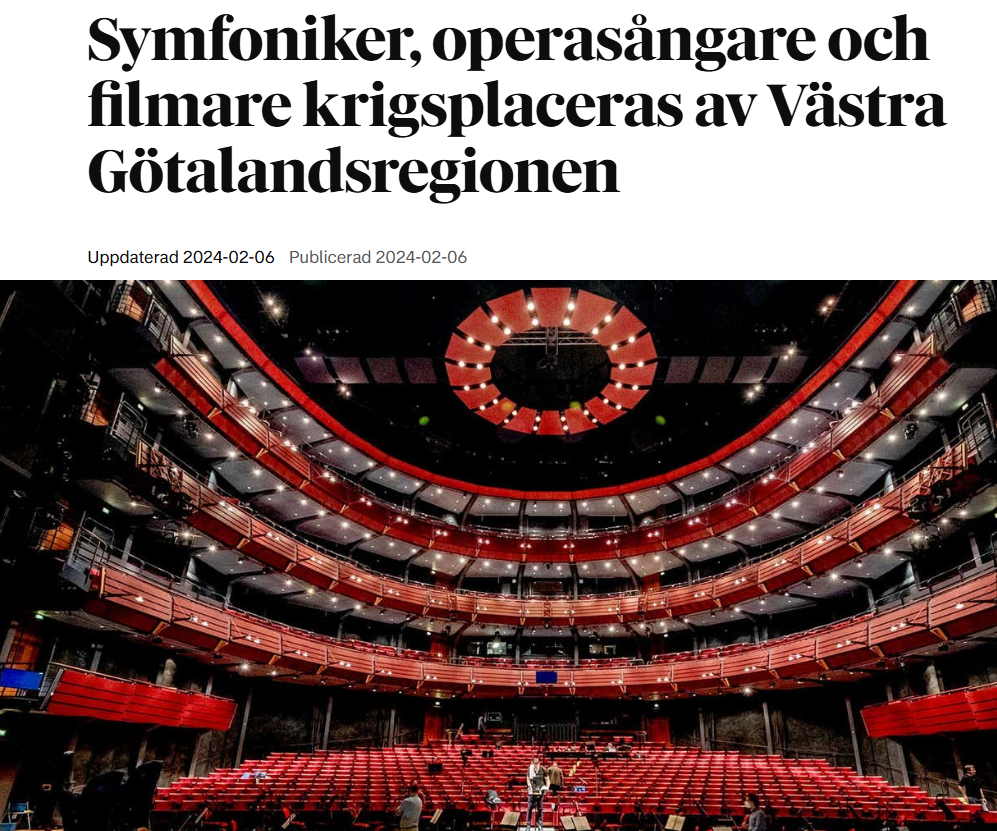 Symfoniker, operasångare och
filmare krigsplaceras av Västra
Götalandsregionen
Uppdaterad 2024-02-06 Publicerad 2024-02-06